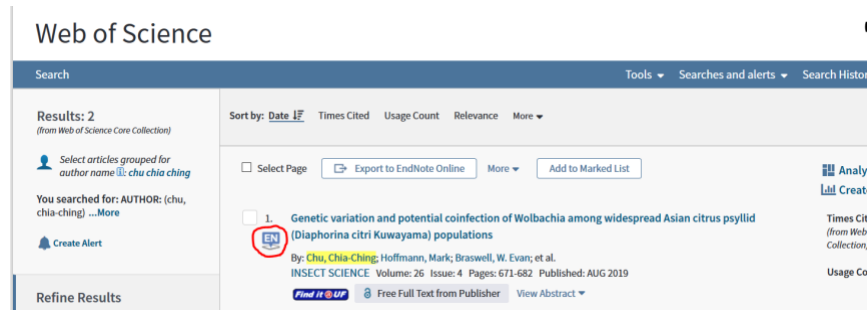 Web of Science
Search Tools Searches and alerts Search Histor
Results: 2
(from Web of Science Core Collection)
Select articles grouped for
author name: chu chia ching
You searched for: AUTHOR: (chu,
chia-ching) ...More
Create Alert
Refine Results
Sort by: Date Times Cited Usage Count Relevance More
Select Page Export to EndNote Online More Add to Marked List
1. Genetic variation and potential coinfection of Wolbachia among widespread Asian citrus psyllid
EN (Diaphorina citri Kuwayama) populations
By: Chu, Chia-Ching; Hoffmann, Mark; Braswell, W. Evan; et al.
INSECT SCIENCE Volume: 26 Issue: 4 Pages: 671-682 Published: AUG 2019
Find it @ UF Free Full Text from Publisher View Abstract
Analy
Creat
Times Cit
(from Web
Collection,
Usage Co